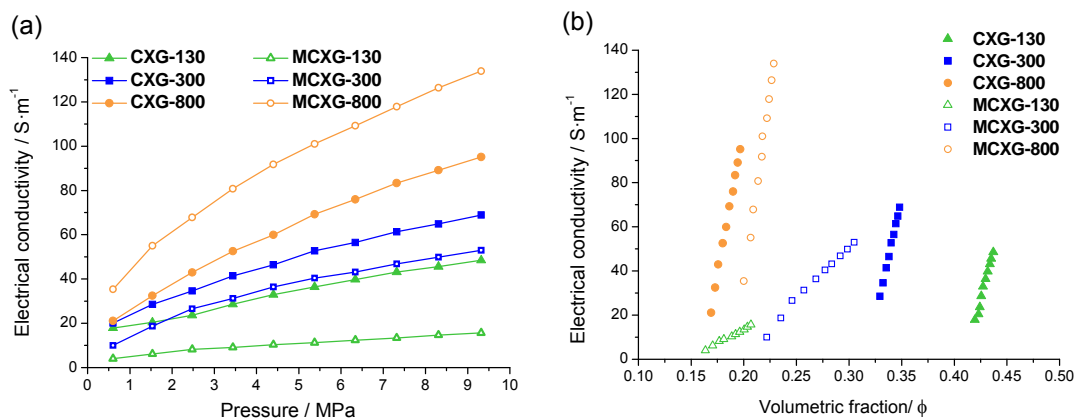 (a)
CXG-130
MCXG-130
CXG-300
MCXG-300
CXG-800
MCXG-800
Electrical conductivity / S·m⁻¹
140
120
100
80
60
40
20
0
0 1 2 3 4 5 6 7 8 9 10
Pressure/ MPa
(b)
CXG-130
CXG-300
CXG-800
MCXG-130
MCXG-300
MCXG-800
Electrical conductivity / S·m⁻¹
140
120
100
80
60
40
20
0
0.10 0.15 0.20 0.25 0.30 0.35 0.40 0.45 0.50
Volumetric fraction/ ϕ